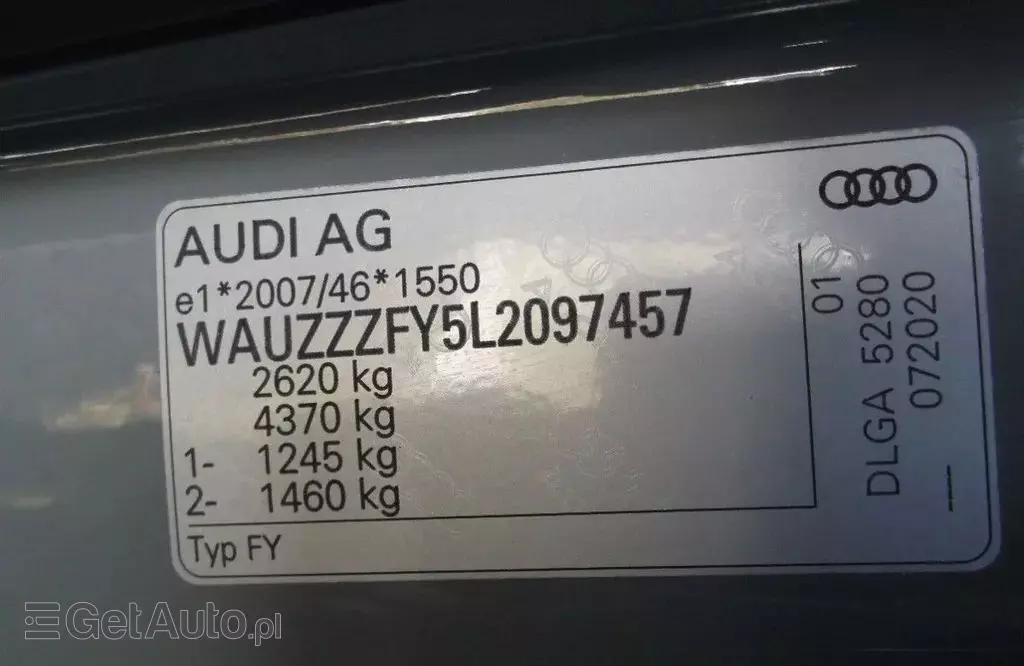 AUDI AG
e1*2007/46*1550
WAUZZZFY5L2097457
2620 kg
4370 kg
1- 1245 kg
2- 1460 kg
Typ FY
01
DLGA 5280
072020
—
GetAuto.pl